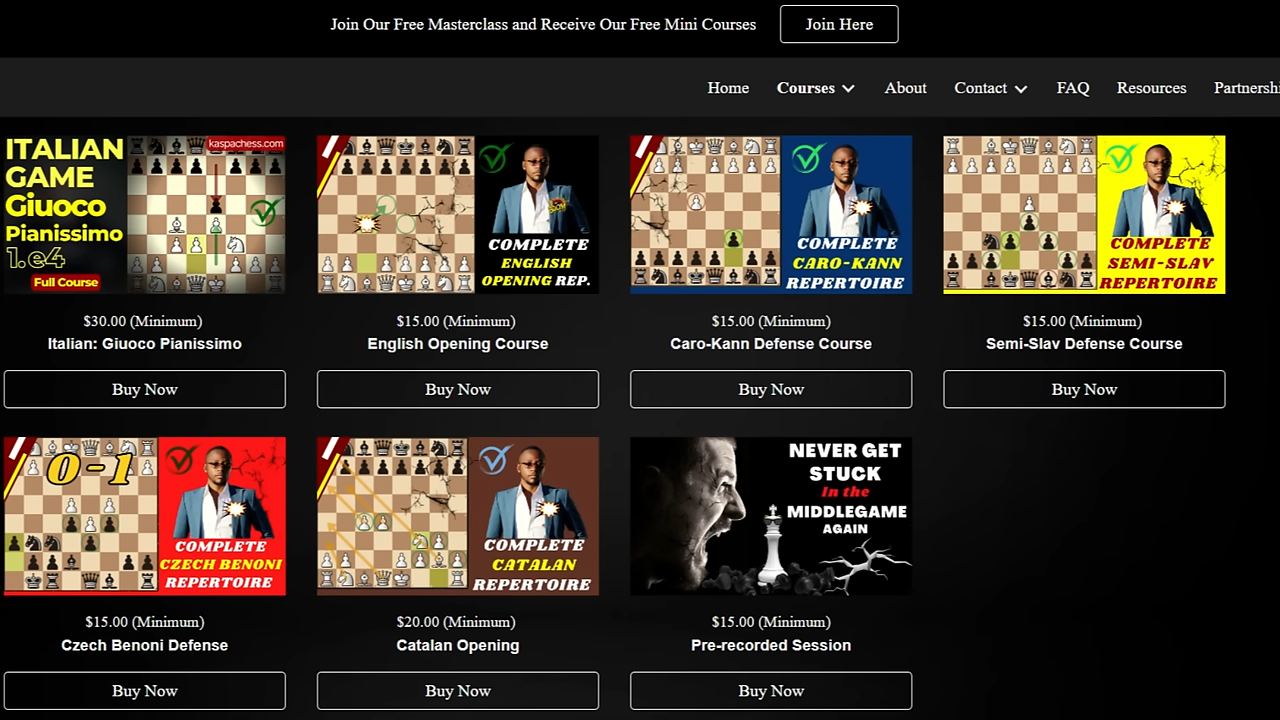 Join Our Free Masterclass and Receive Our Free Mini Courses
Join Here
Home
Courses
About
Contact
FAQ
Resources
Partnershi
ITALIAN
GAME
Giuoco
Pianissimo
1.e4
Full Course
kaspachess.com
$30.00 (Minimum)
Italian: Giuoco Pianissimo
Buy Now
COMPLETE
ENGLISH
OPENING REP.
$15.00 (Minimum)
English Opening Course
Buy Now
COMPLETE
CARO-KANN
REPERTOIRE
$15.00 (Minimum)
Caro-Kann Defense Course
Buy Now
COMPLETE
SEMI-SLAV
REPERTOIRE
$15.00 (Minimum)
Semi-Slav Defense Course
Buy Now
0-1
COMPLETE
CZECH BENONI
REPERTOIRE
$15.00 (Minimum)
Czech Benoni Defense
Buy Now
COMPLETE
CATALAN
REPERTOIRE
$20.00 (Minimum)
Catalan Opening
Buy Now
NEVER GET
STUCK
In the
MIDDLEGAME
AGAIN
$15.00 (Minimum)
Pre-recorded Session
Buy Now